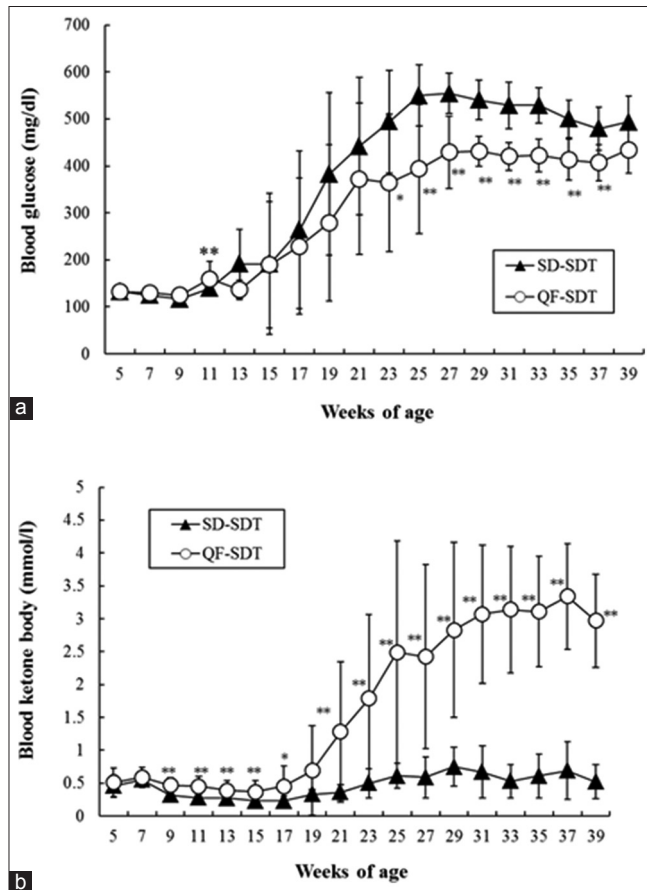 700
600
500
400
300
200
100
0
Blood glucose (mg/dl)
**
*
**
**
**
**
**
**
**
SD-SDT
QF-SDT
5 7 9 11 13 15 17 19 21 23 25 27 29 31 33 35 37 39
Weeks of age
a
5
4.5
4
3.5
3
2.5
2
1.5
1
0.5
0
Blood ketone body (mmol/l)
SD-SDT
QF-SDT
** ** ** ** * ** ** ** ** ** ** ** ** ** **
5 7 9 11 13 15 17 19 21 23 25 27 29 31 33 35 37 39
Weeks of age
b